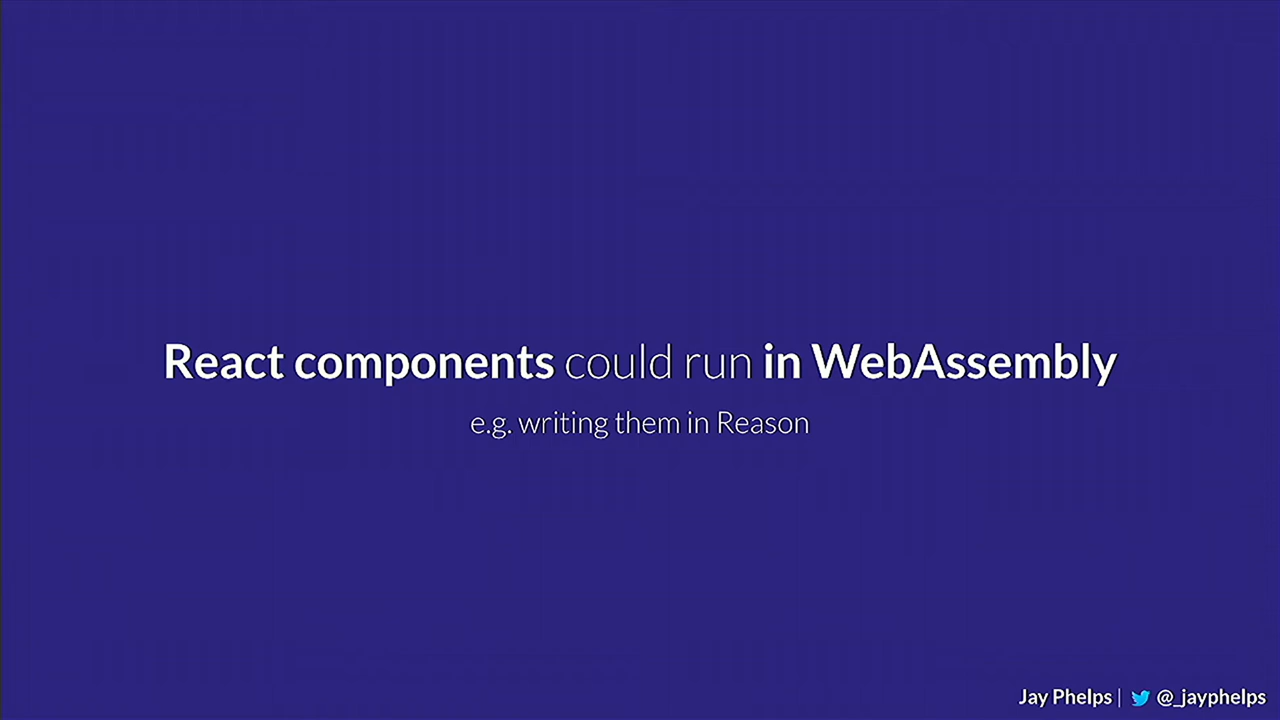 React components could run in WebAssembly
e.g. writing them in Reason
Jay Phelps | @_jayphelps